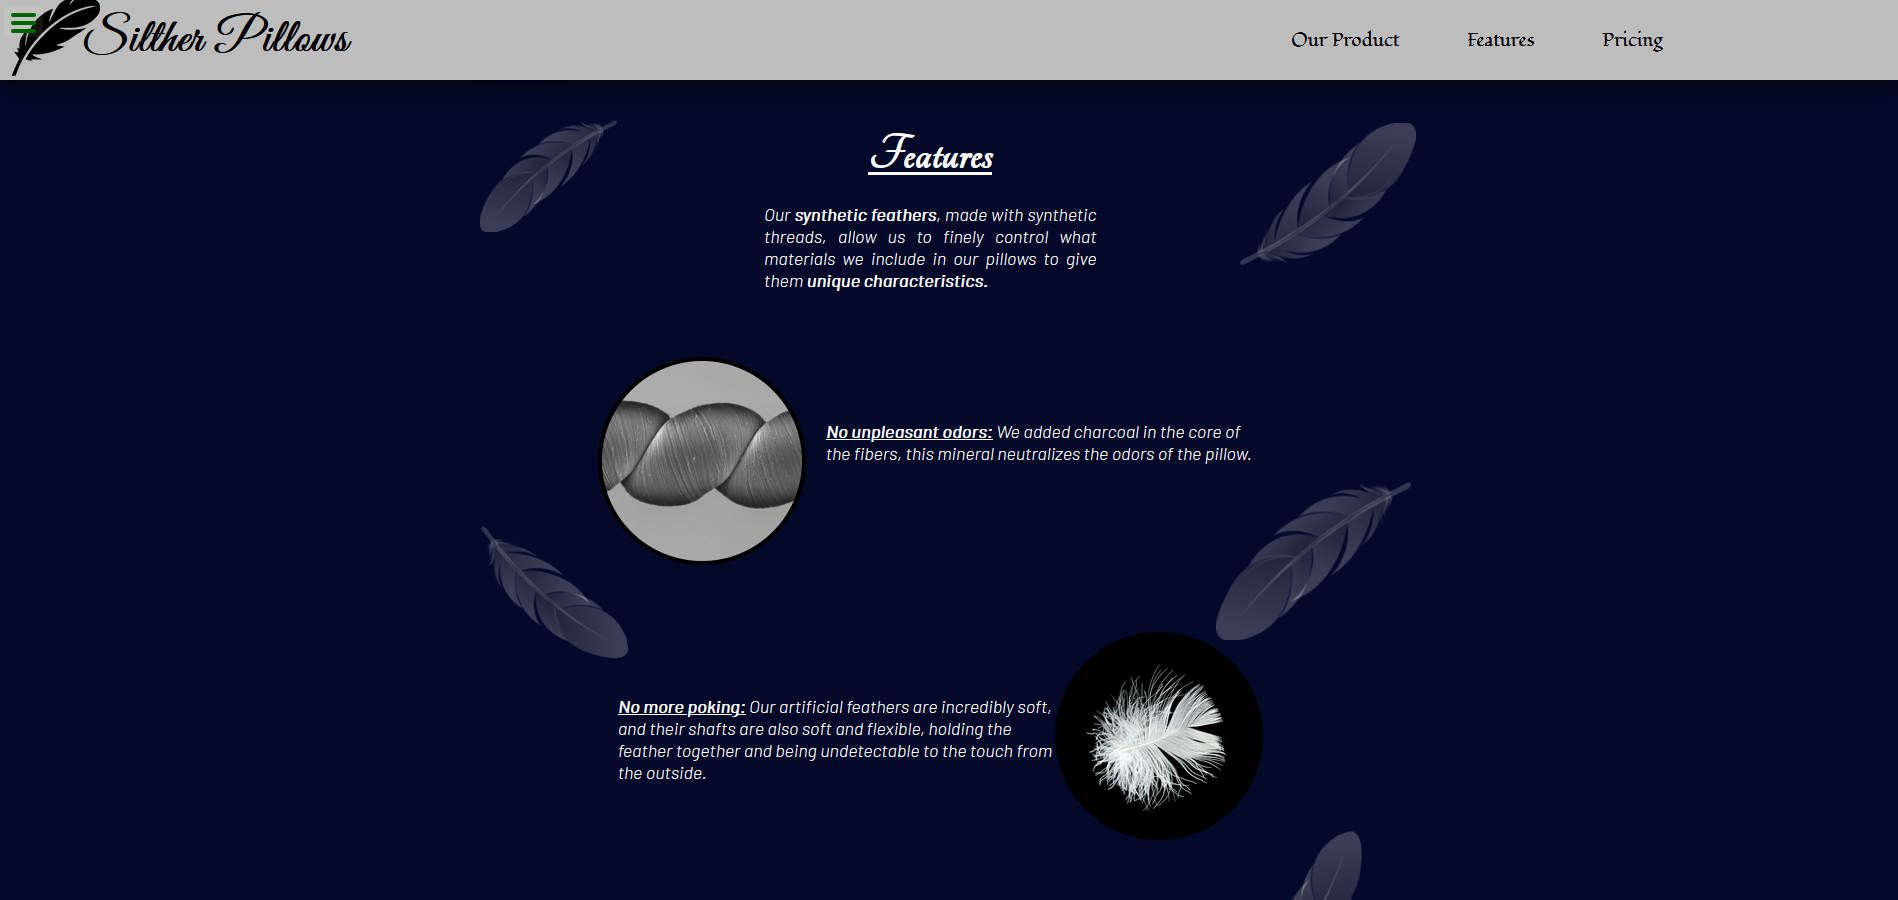 Silther Pillows
Our Product
Features
Pricing
Features
Our synthetic feathers, made with synthetic
threads, allow us to finely control what
materials we include in our pillows to give
them unique characteristics.
No unpleasant odors: We added charcoal in the core of
the fibers, this mineral neutralizes the odors of the pillow.
No more poking: Our artificial feathers are incredibly soft,
and their shafts are also soft and flexible, holding the
feather together and being undetectable to the touch from
the outside.